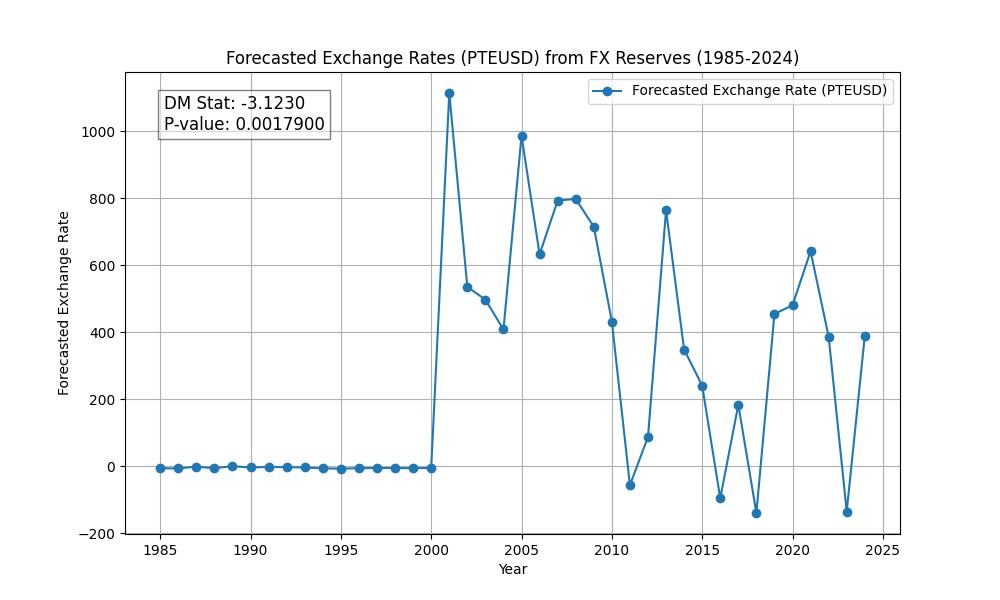 Forecasted Exchange Rates (PTEUSD) from FX Reserves (1985-2024)
DM Stat: -3.1230
P-value: 0.0017900
Forecasted Exchange Rate (PTEUSD)
Forecasted Exchange Rate
1000
800
600
400
200
0
−200
1985 1990 1995 2000 2005 2010 2015 2020 2025
Year